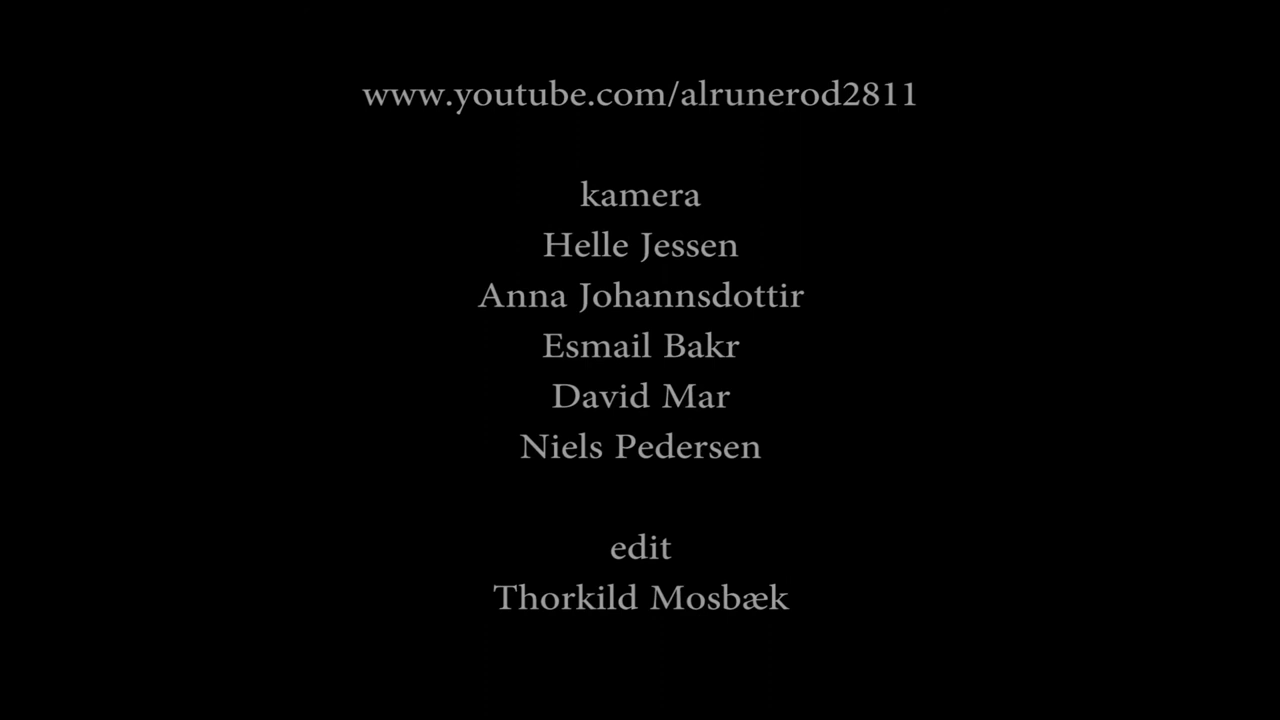 www.youtube.com/alrunerod2811
kamera
Helle Jessen
Anna Johannsdottir
Esmail Bakr
David Mar
Niels Pedersen
edit
Thorkild Mosbæk